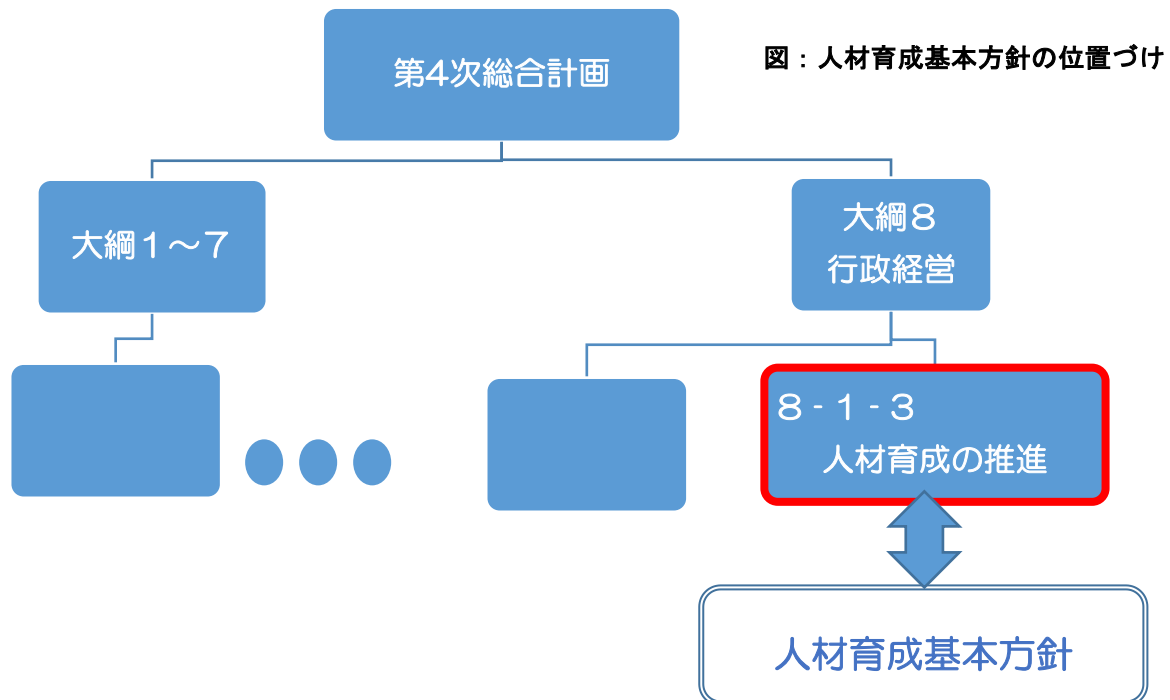 図：人材育成基本方針の位置づけ
第4次総合計画
大綱１～７
大綱８
行政経営
８‐１‐３
人材育成の推進
人材育成基本方針